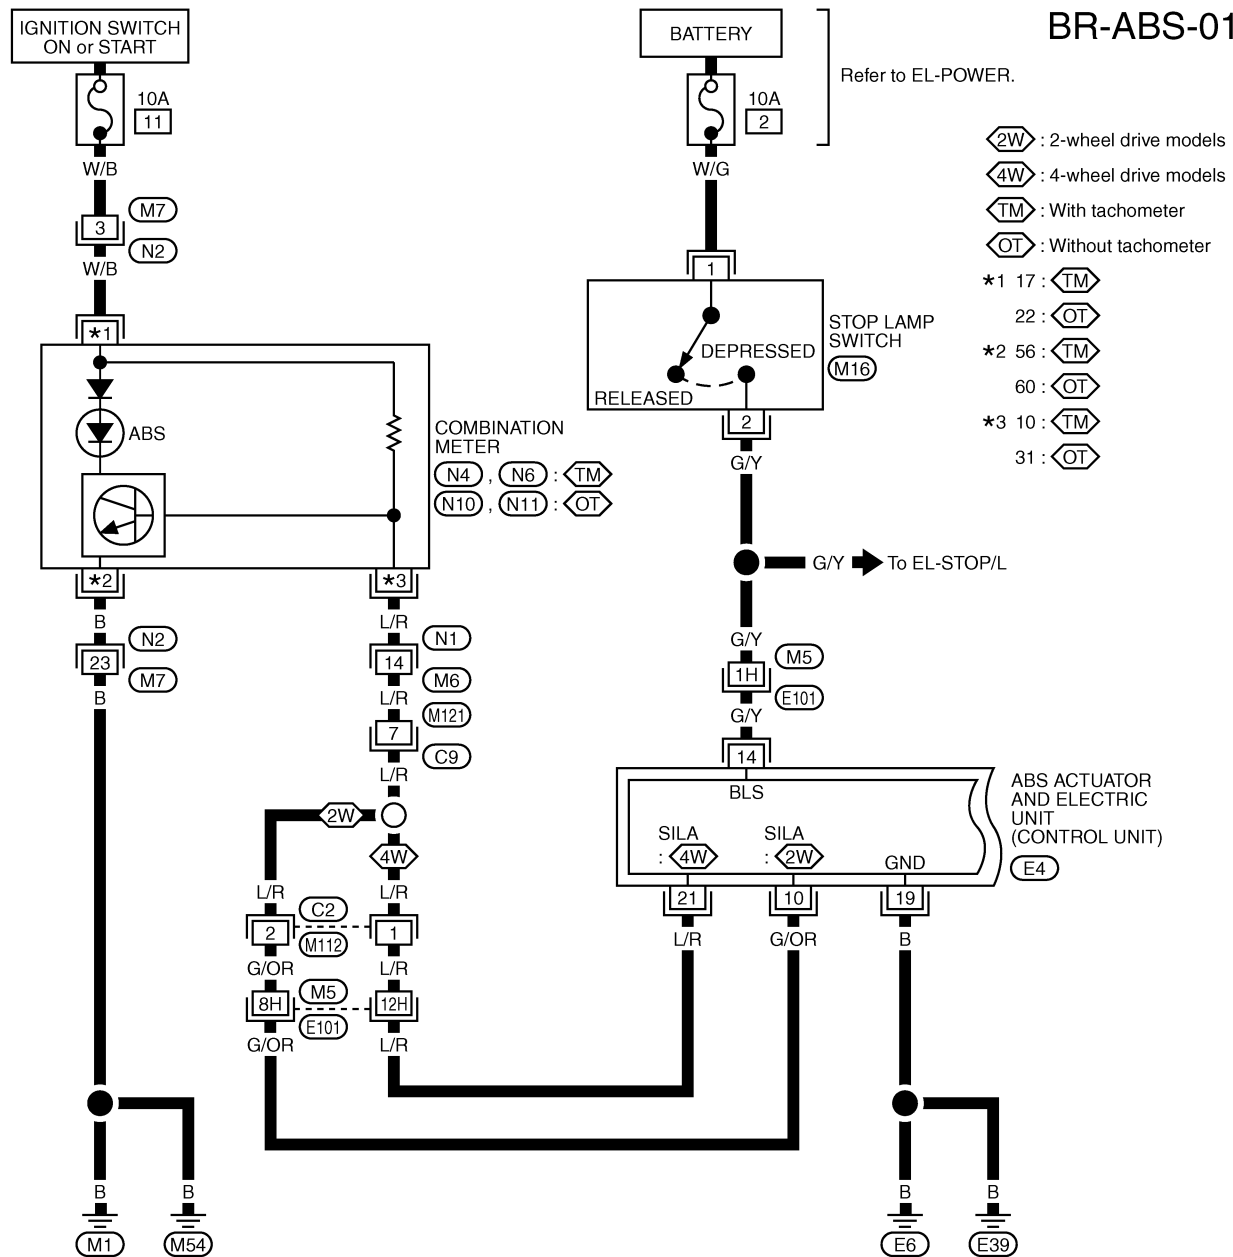 BR-ABS-01
IGNITION SWITCH
ON or START
10A
11
W/B
3
M7
N2
W/B
*1
ABS
COMBINATION
METER
N4 , N6 : TM
N10 , N11 : OT
*2
B
N2
23
M7
B
B
B
M1
M54
*3
L/R
N1
14
M6
L/R
M121
7
C9
L/R
2W
4W
L/R
L/R
C2
2
1
M112
G/OR
L/R
M5
8H
12H
E101
G/OR
L/R
BATTERY
Refer to EL-POWER.
10A
2
W/G
1
STOP LAMP
SWITCH
M16
DEPRESSED
RELEASED
2
G/Y
G/Y
To EL-STOP/L
G/Y
M5
1H
E101
G/Y
14
BLS
ABS ACTUATOR
AND ELECTRIC
UNIT
(CONTROL UNIT)
E4
SILA
: 4W
SILA
: 2W
GND
21
10
19
L/R
G/OR
B
B
B
E6
E39
2W : 2-wheel drive models
4W : 4-wheel drive models
TM : With tachometer
OT : Without tachometer
*1 17 : TM
22 : OT
*2 56 : TM
60 : OT
*3 10 : TM
31 : OT